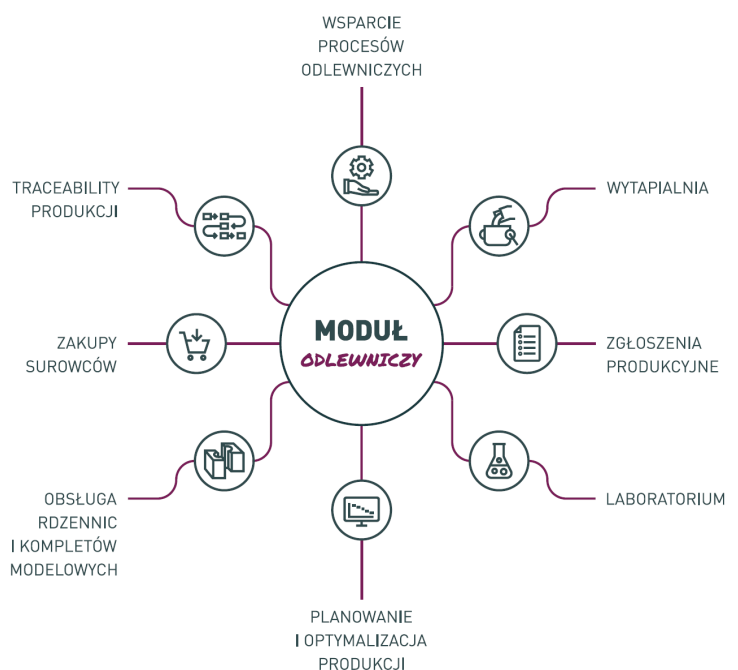 WSPARCIE
PROCESÓW
ODLEWNICZYCH
TRACEABILITY
PRODUKCJI
WYTAPIALNIA
MODUŁ
ODLEWNICZY
ZAKUPY
SUROWCÓW
ZGŁOSZENIA
PRODUKCYJNE
OBSŁUGA
RDZENNIC
I KOMPLETÓW
MODELOWYCH
LABORATORIUM
PLANOWANIE
I OPTYMALIZACJA
PRODUKCJI